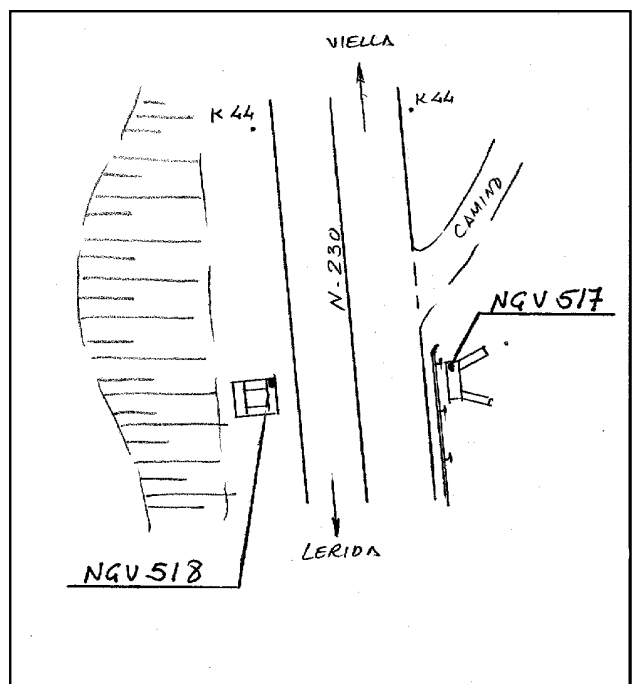 VIELLA
K 44
K 44
CAMINO
N-230
NGV 517
LERIDA
NGV 518